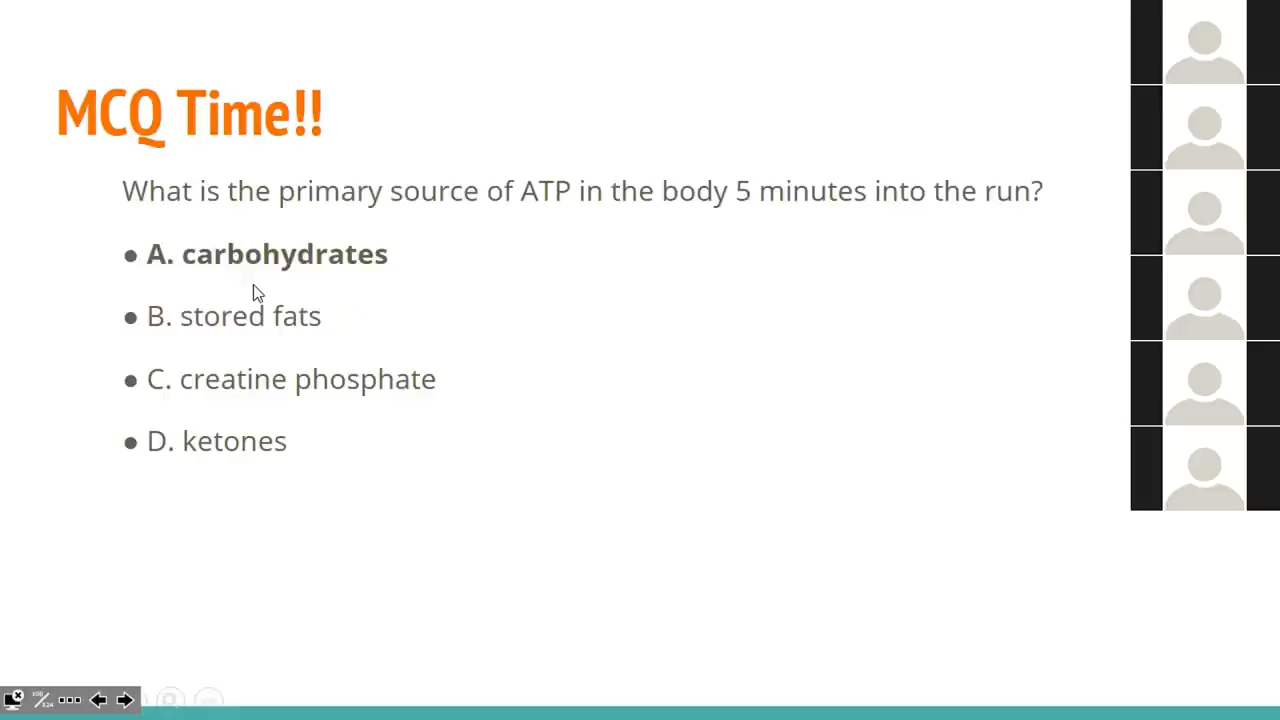 MCQ Time!!
What is the primary source of ATP in the body 5 minutes into the run?
● A. carbohydrates
● B. stored fats
● C. creatine phosphate
● D. ketones